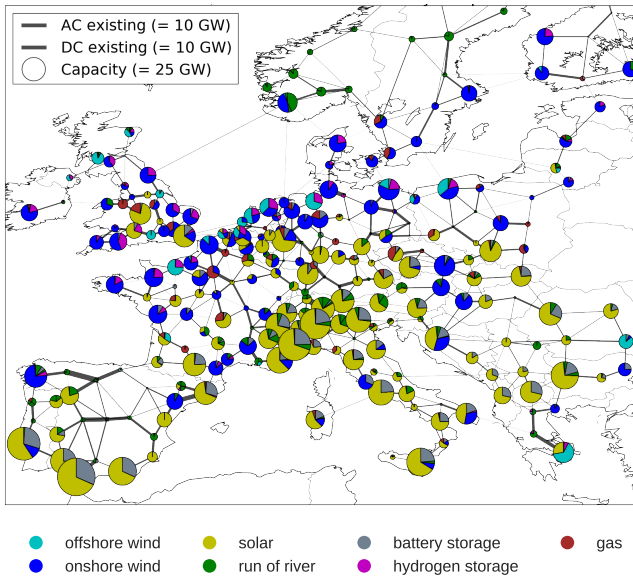 AC existing (= 10 GW)
DC existing (= 10 GW)
Capacity (= 25 GW)
offshore wind solar battery storage gas
onshore wind run of river hydrogen storage